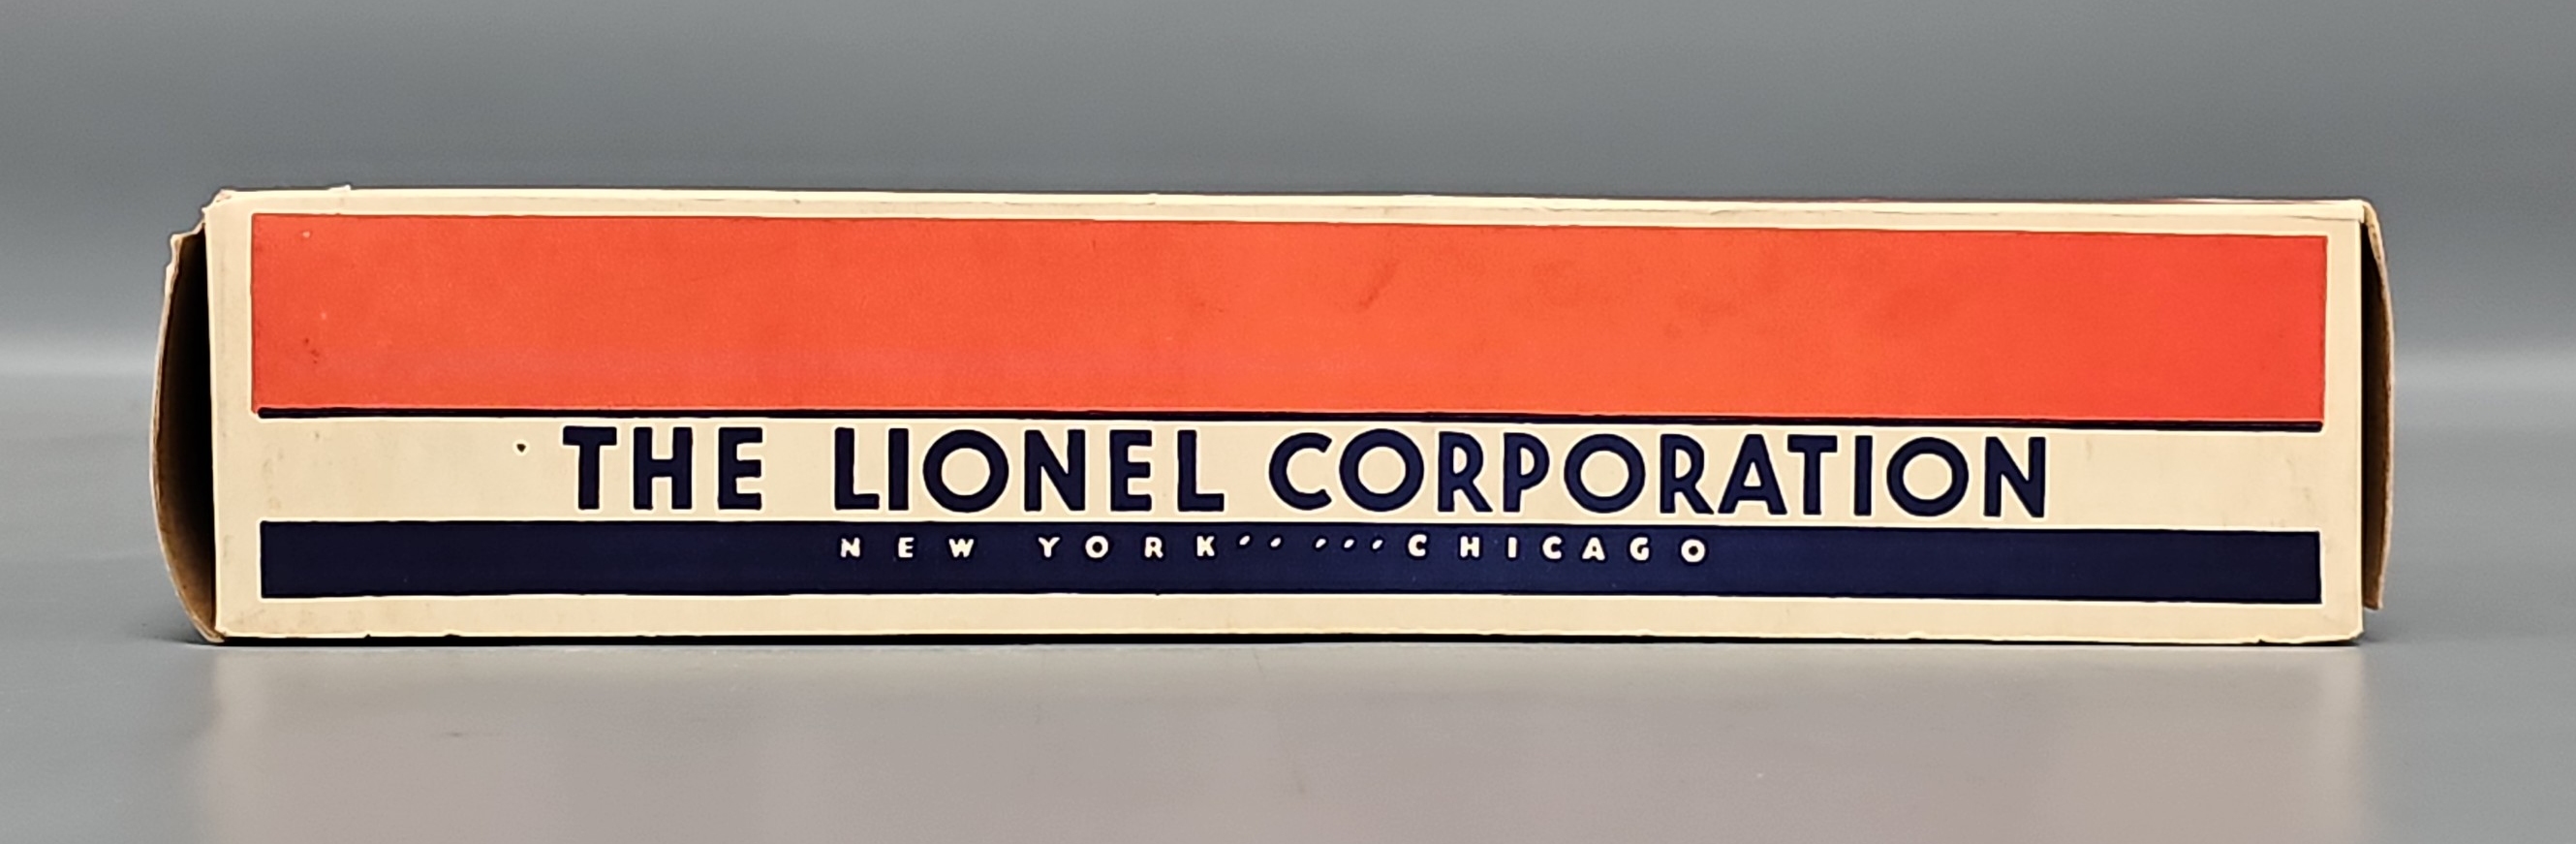 THE LIONEL CORPORATION
NEW YORK·· ···CHICAGO